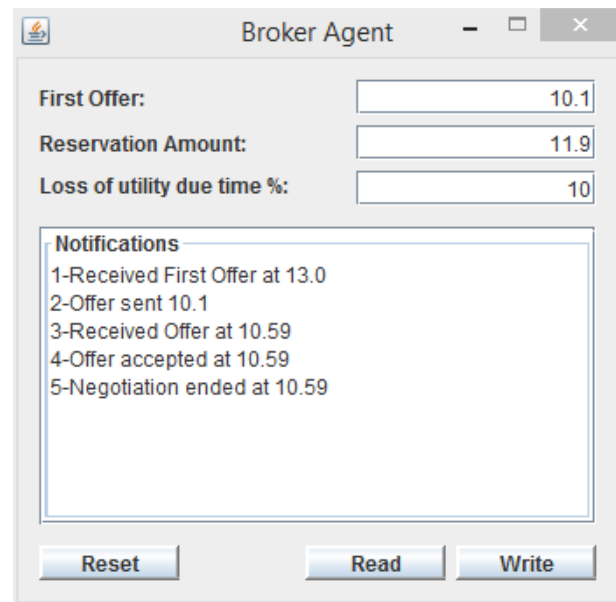 Broker Agent
First Offer: 10.1
Reservation Amount: 11.9
Loss of utility due time %: 10
Notifications
1-Received First Offer at 13.0
2-Offer sent 10.1
3-Received Offer at 10.59
4-Offer accepted at 10.59
5-Negotiation ended at 10.59
Reset Read Write